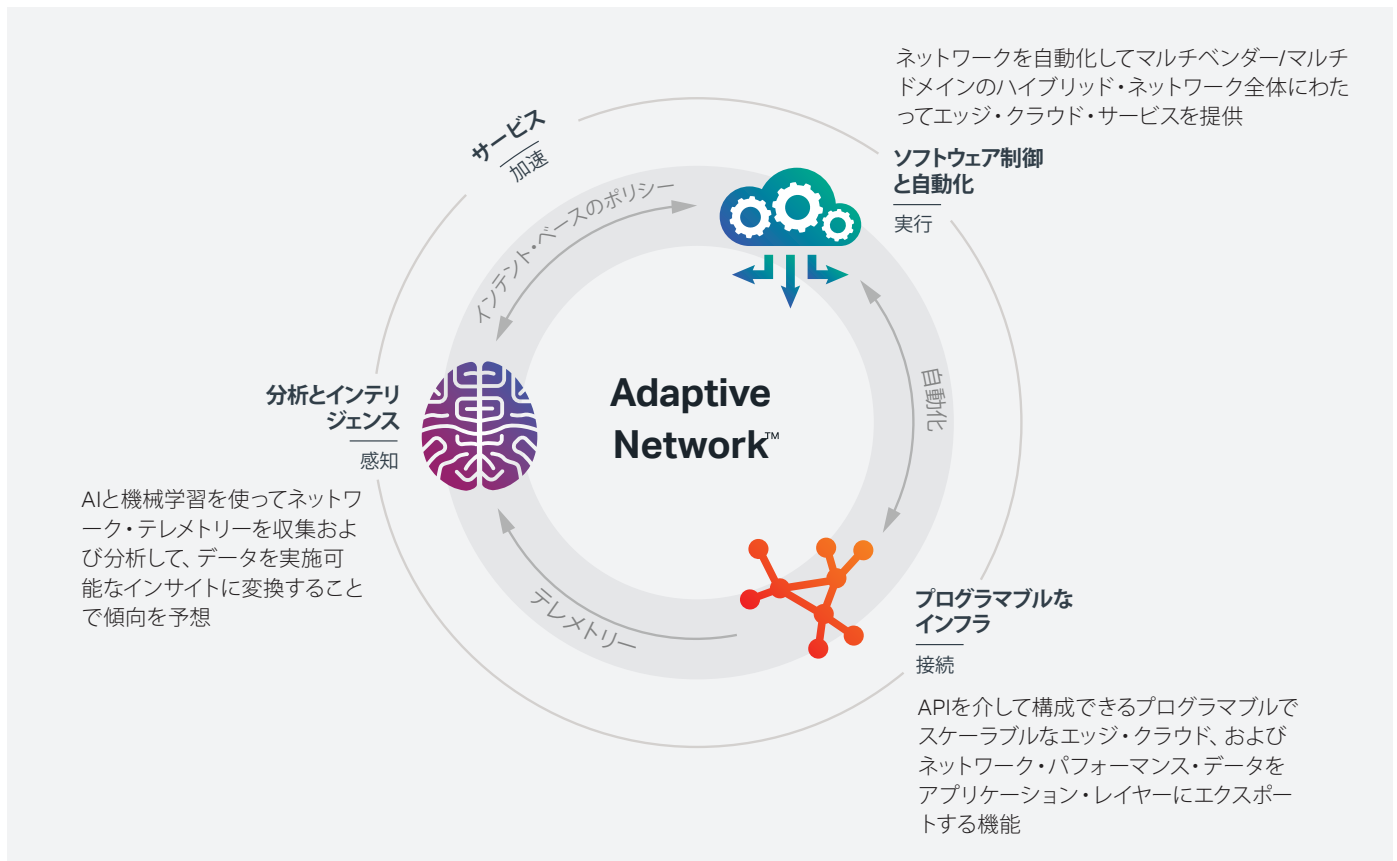 ネットワークを自動化してマルチベンダー/マルチ
ドメインのハイブリッド・ネットワーク全体にわた
ってエッジ・クラウド・サービスを提供
ソフトウェア制御
と自動化
実行
サービス
加速
インテント・ベースのポリシー
自動化
Adaptive
Network™
分析とインテリ
ジェンス
感知
AIと機械学習を使ってネットワ
ーク・テレメトリーを収集およ
び分析して、データを実施可
能なインサイトに変換すること
で傾向を予想
テレメトリー
プログラマブルな
インフラ
接続
APIを介して構成できるプログラマブルで
スケーラブルなエッジ・クラウド、および
ネットワーク・パフォーマンス・データを
アプリケーション・レイヤーにエクスポー
トする機能